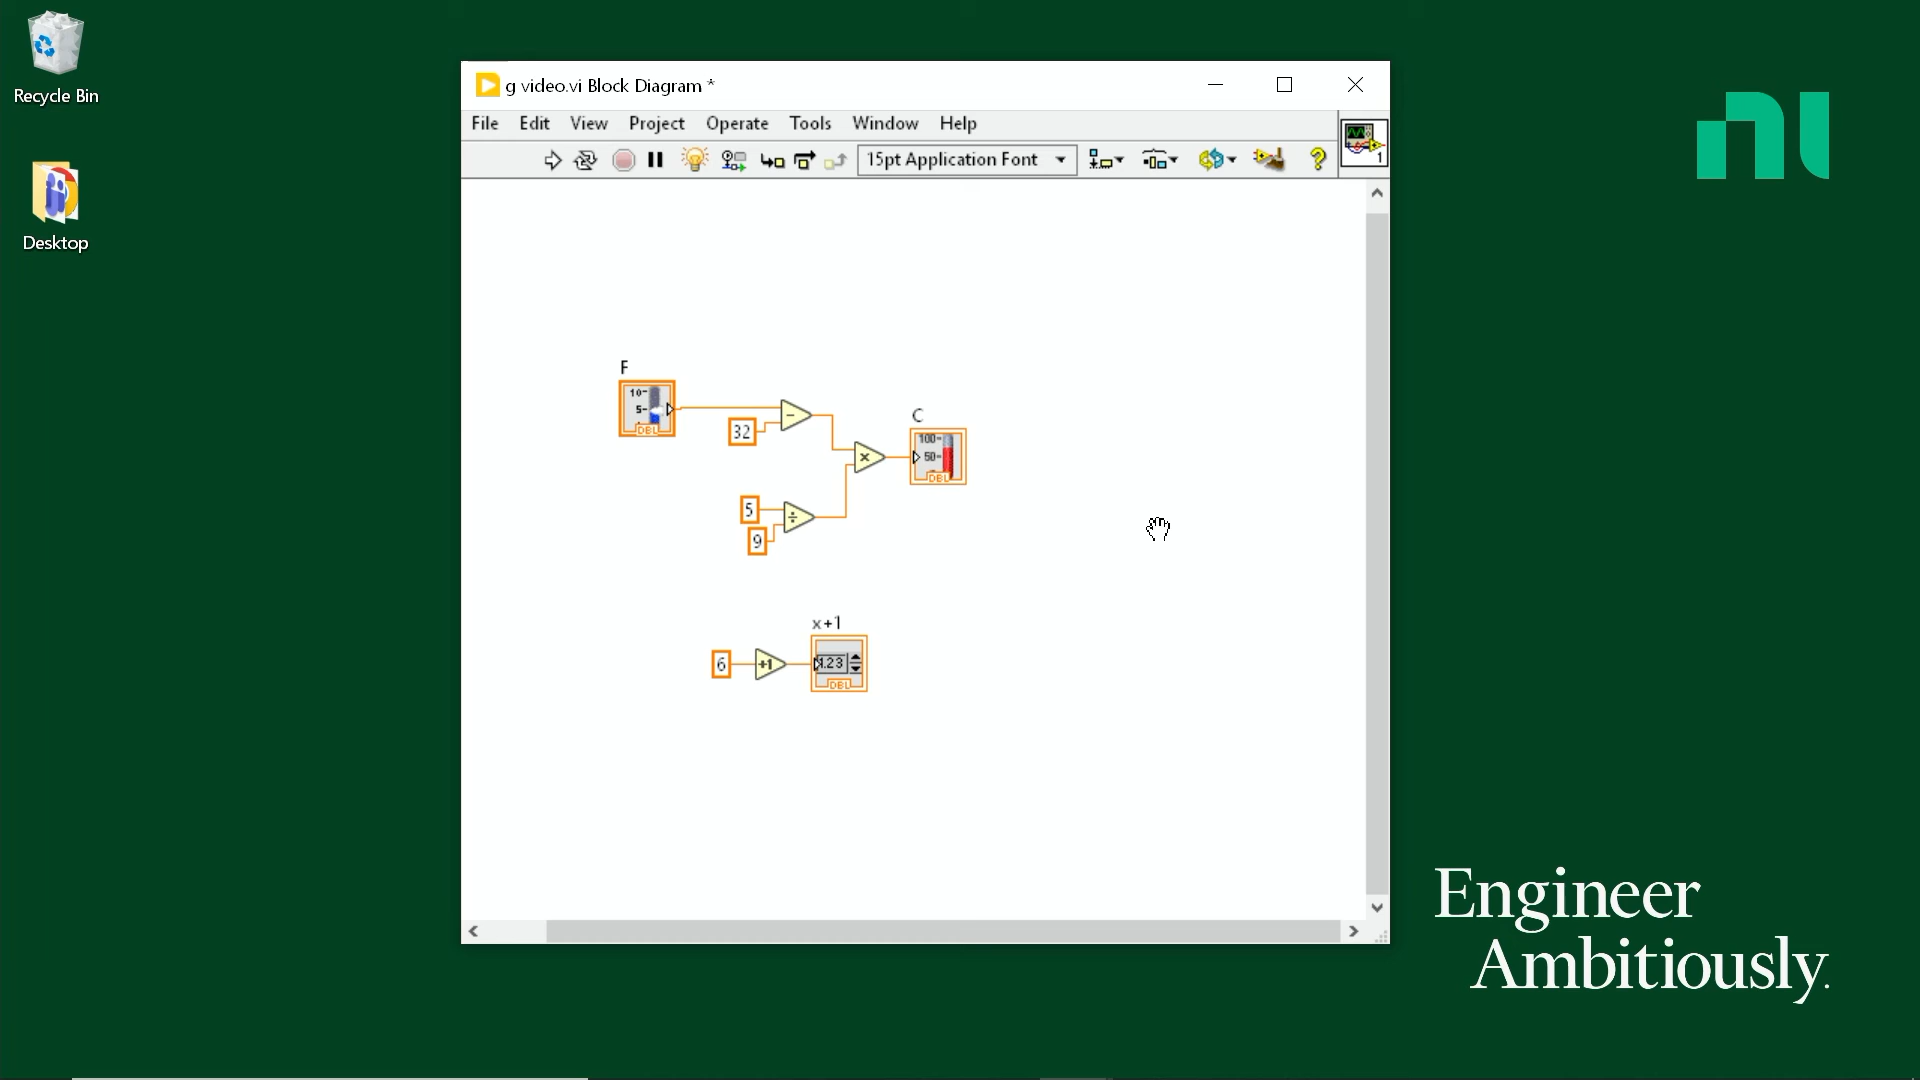 Recycle Bin
Desktop
g video.vi Block Diagram *
File Edit View Project Operate Tools Window Help
15pt Application Font
1
F
10
5
DBL
32
C
100
50
DBL
5
9
x+1
6
+1
1.23
DBL
Engineer
Ambitiously.